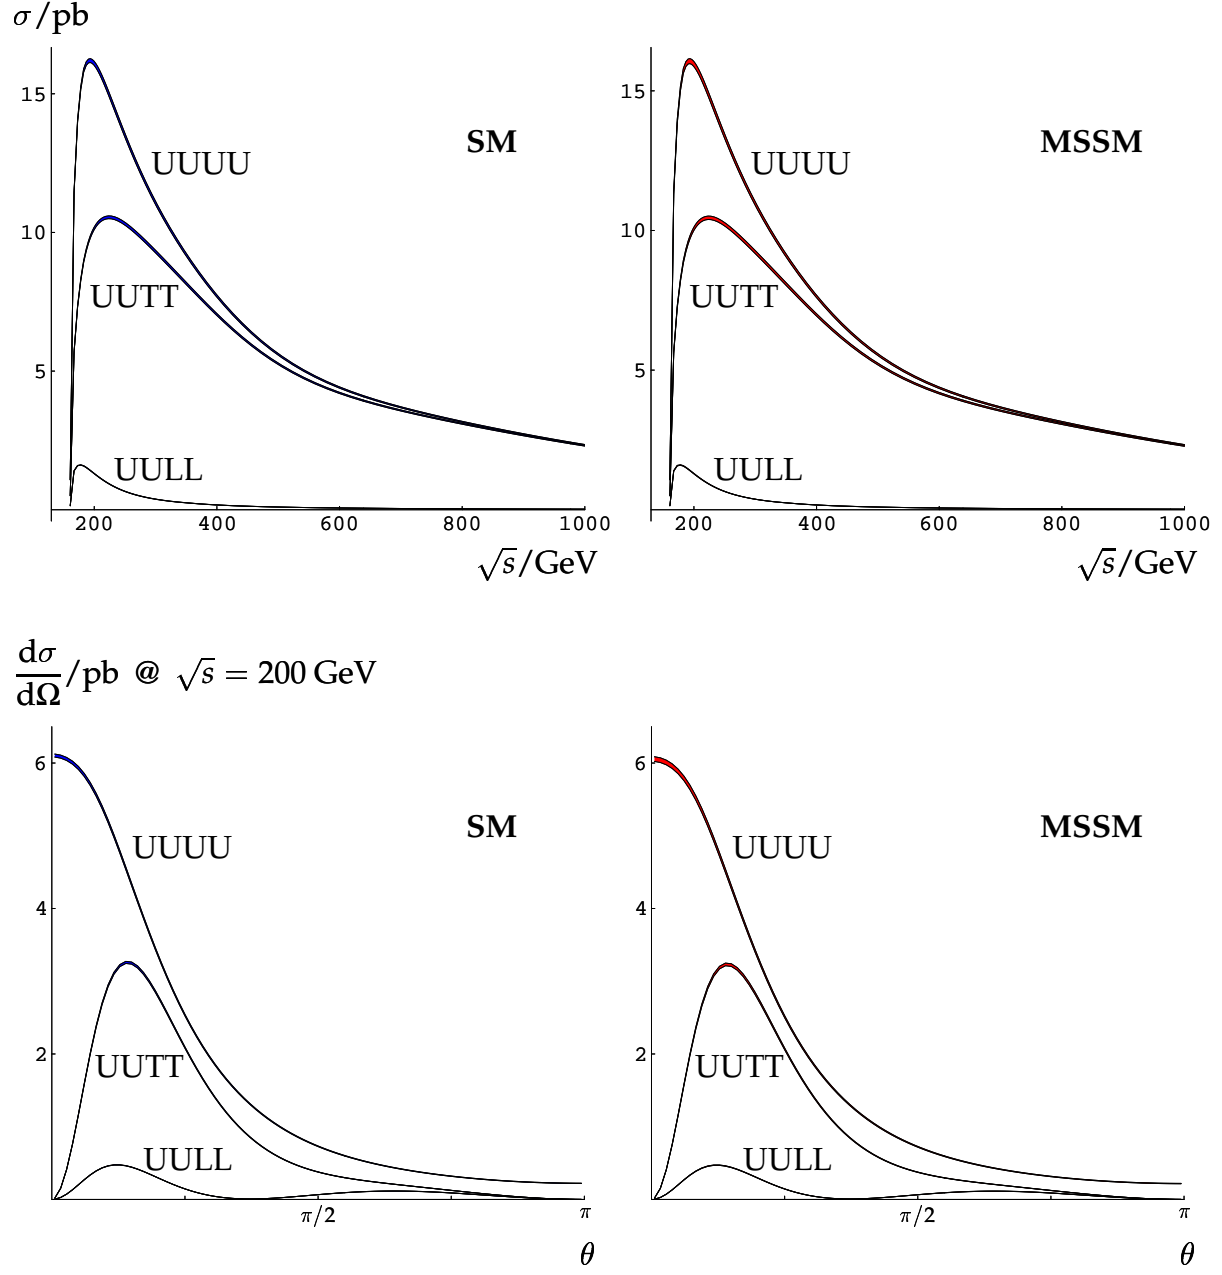 σ/pb
15
10
5
SM
UUUU
UUTT
UULL
200 400 600 800 1000
√s/GeV
15
10
5
MSSM
UUUU
UUTT
UULL
200 400 600 800 1000
√s/GeV
dσ/dΩ /pb @ √s = 200 GeV
6
4
2
SM
UUUU
UUTT
UULL
π/2 π
θ
6
4
2
MSSM
UUUU
UUTT
UULL
π/2 π
θ